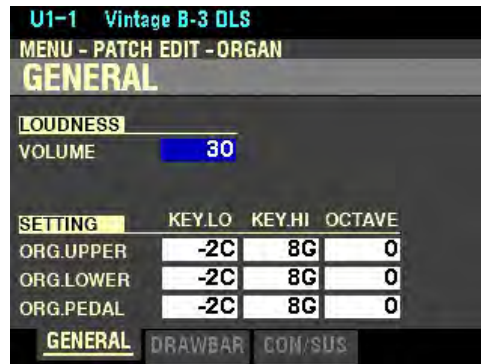 U1-1 Vintage B-3 DLS
MENU - PATCH EDIT - ORGAN
GENERAL
LOUDNESS
VOLUME 30
SETTING KEY.LO KEY.HI OCTAVE
ORG.UPPER -2C 8G 0
ORG.LOWER -2C 8G 0
ORG.PEDAL -2C 8G 0
GENERAL DRAWBAR CON/SUS